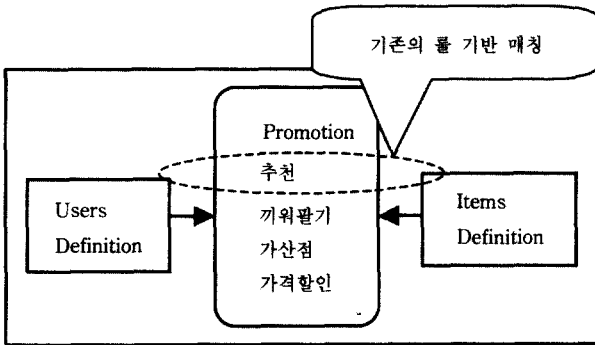 기존의 룰 기반 매칭
Promotion
추천
끼워팔기
가산점
가격할인
Users
Definition
Items
Definition